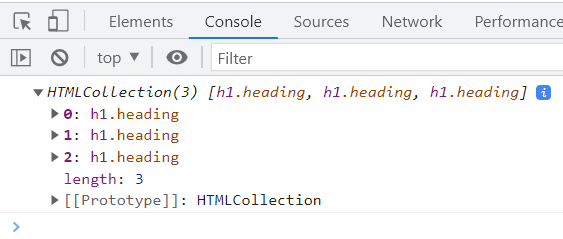 Elements Console Sources Network Performance
top ▼ Filter
▼HTMLCollection(3) [h1.heading, h1.heading, h1.heading] i
▶0: h1.heading
▶1: h1.heading
▶2: h1.heading
length: 3
▶[[Prototype]]: HTMLCollection
>